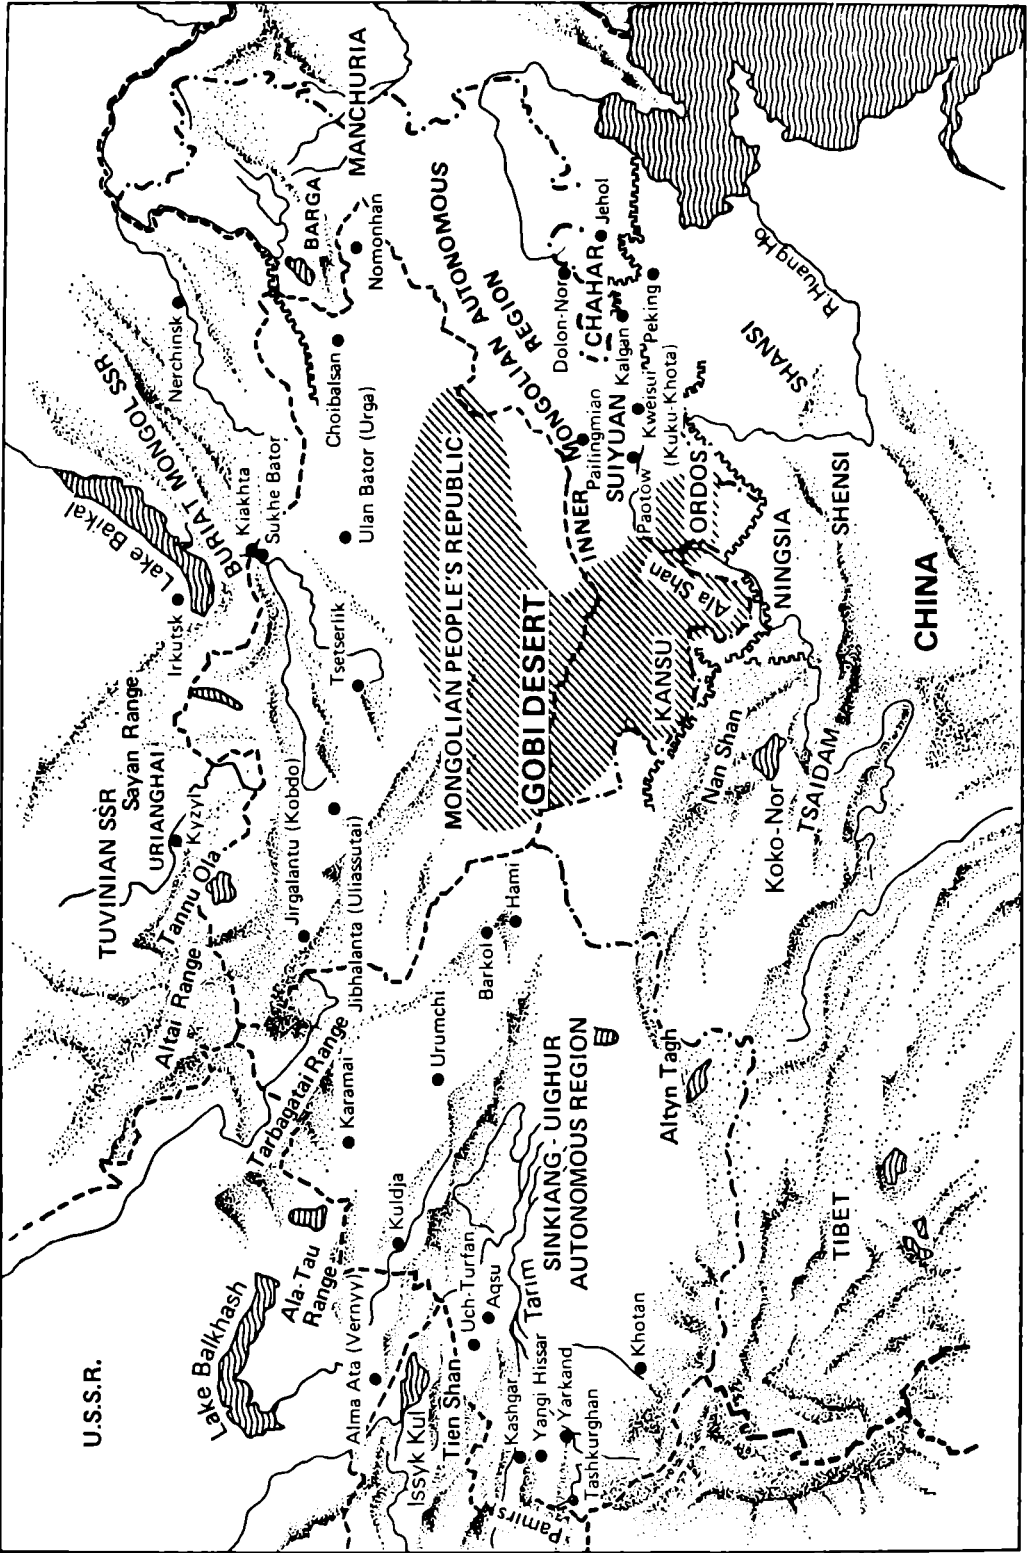 U.S.S.R.
Lake Balkhash
Ala-Tau
Range
Alma Ata (Vernyy)
Issyk Kul
Tien Shan
Kuldja
Uch-Turfan
Aqsu
Kashgar
Yangi Hissar
Yarkand
Tashkurghan
Pamirs
Tarim
Khotan
SINKIANG - UIGHUR
AUTONOMOUS REGION
TIBET
Altyn Tagh
Tarbagatai Range
Karamai
Urumchi
Barkol
Hami
Altai Range
Tannu Ola
TUVINIAN SSR
URIANGHAI
Kyzyl
Sayan Range
Jirgalantu (Kobdo)
Jibhalanta (Uliassutai)
Tsetserlik
Irkutsk
Lake Baikal
BURIAT MONGOL SSR
Kiakhta
Sukhe Bator
Ulan Bator (Urga)
Choibalsan
Nerchinsk
BARGA
Nomonhan
MANCHURIA
MONGOLIAN PEOPLE'S REPUBLIC
GOBI DESERT
INNER MONGOLIAN AUTONOMOUS
REGION
Pailingmian
SUIYUAN
Paotow
Kweisui
(Kuku-Khota)
Dolon-Nor
CHAHAR
Kalgan
Jehol
Peking
ORDOS
Ala Shan
KANSU
NINGSIA
Nan Shan
Koko-Nor
TSAIDAM
SHENSI
SHANSI
R. Huang Ho
CHINA